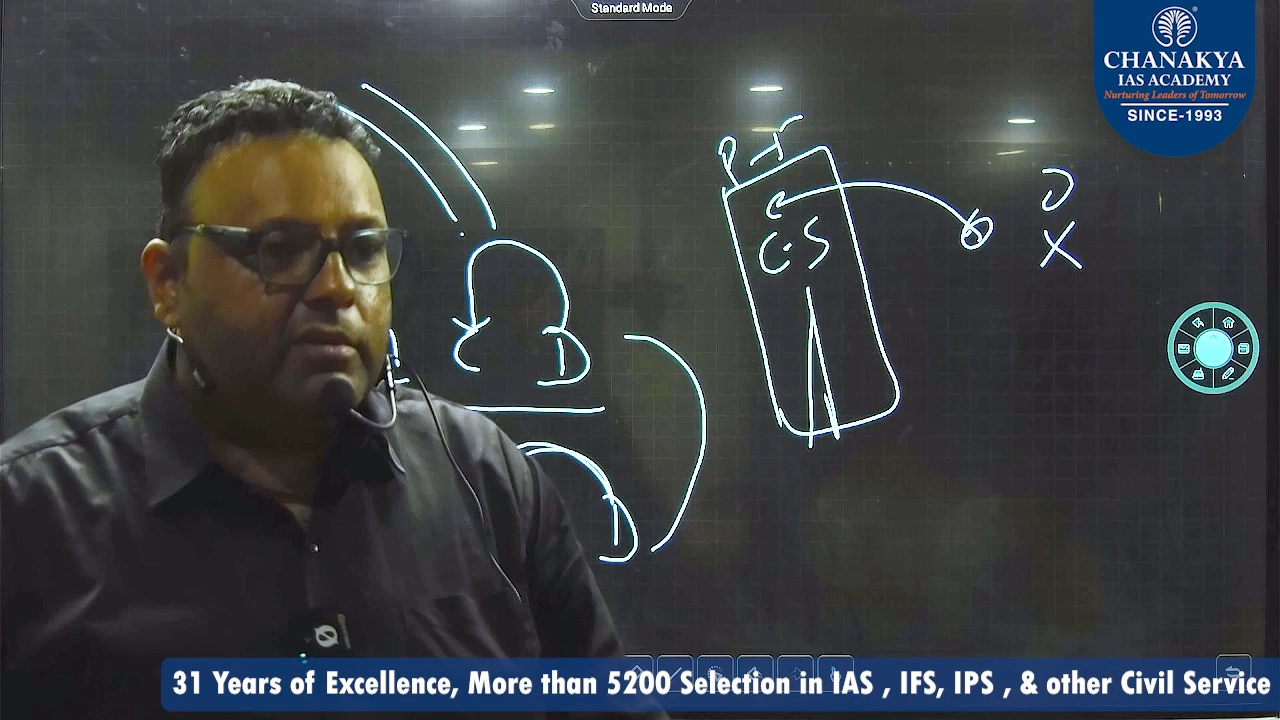 Standard Mode
CHANAKYA
IAS ACADEMY
Nurturing Leaders of Tomorrow
SINCE-1993
C-S
X
D
D
31 Years of Excellence, More than 5200 Selection in IAS , IFS, IPS , & other Civil Service